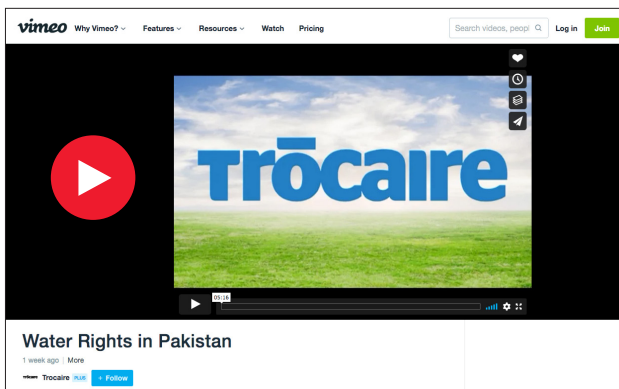 vimeo Why Vimeo? Features Resources Watch Pricing Search videos, peopl Log in Join
Trōcaire
05:16
Water Rights in Pakistan
1 week ago | More
Trōcaire Trocaire PLUS + Follow